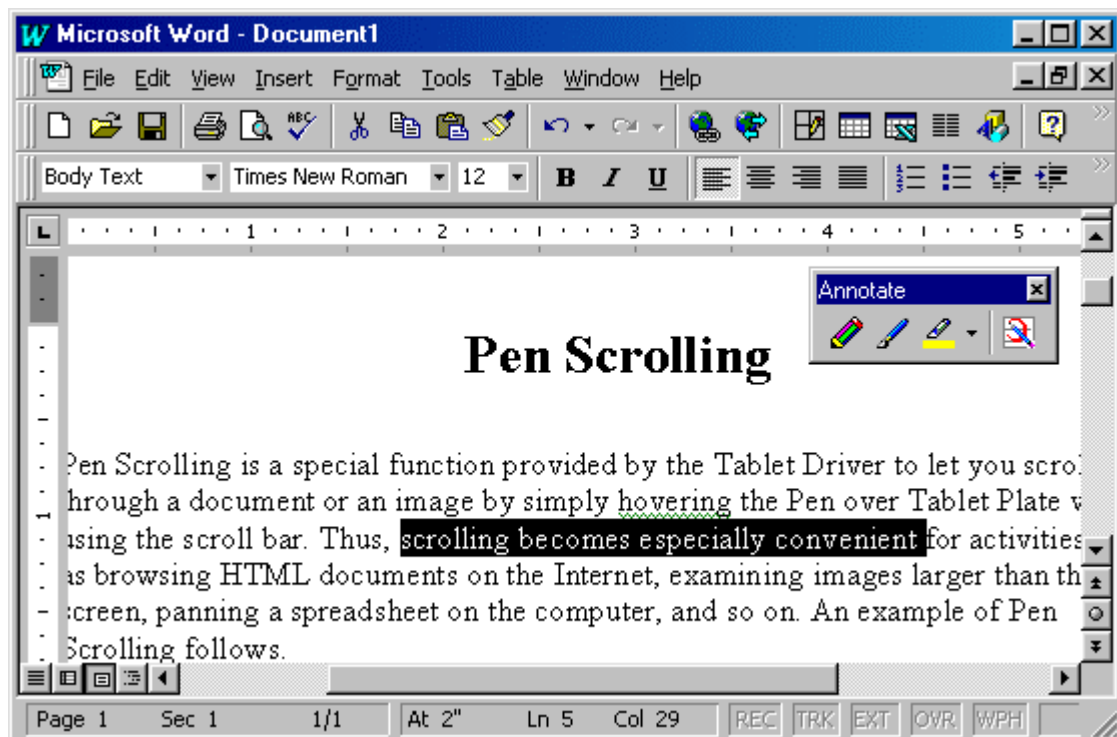 Microsoft Word - Document1
File Edit View Insert Format Tools Table Window Help
ABC
Body Text Times New Roman 12 B I U
L 1 2 3 4 5
Annotate
Pen Scrolling
Pen Scrolling is a special function provided by the Tablet Driver to let you scrol
through a document or an image by simply hovering the Pen over Tablet Plate
using the scroll bar. Thus, scrolling becomes especially convenient for activities
as browsing HTML documents on the Internet, examining images larger than th
screen, panning a spreadsheet on the computer, and so on. An example of Pen
Scrolling follows.
Page 1 Sec 1 1/1 At 2" Ln 5 Col 29 REC TRK EXT OVR WPH